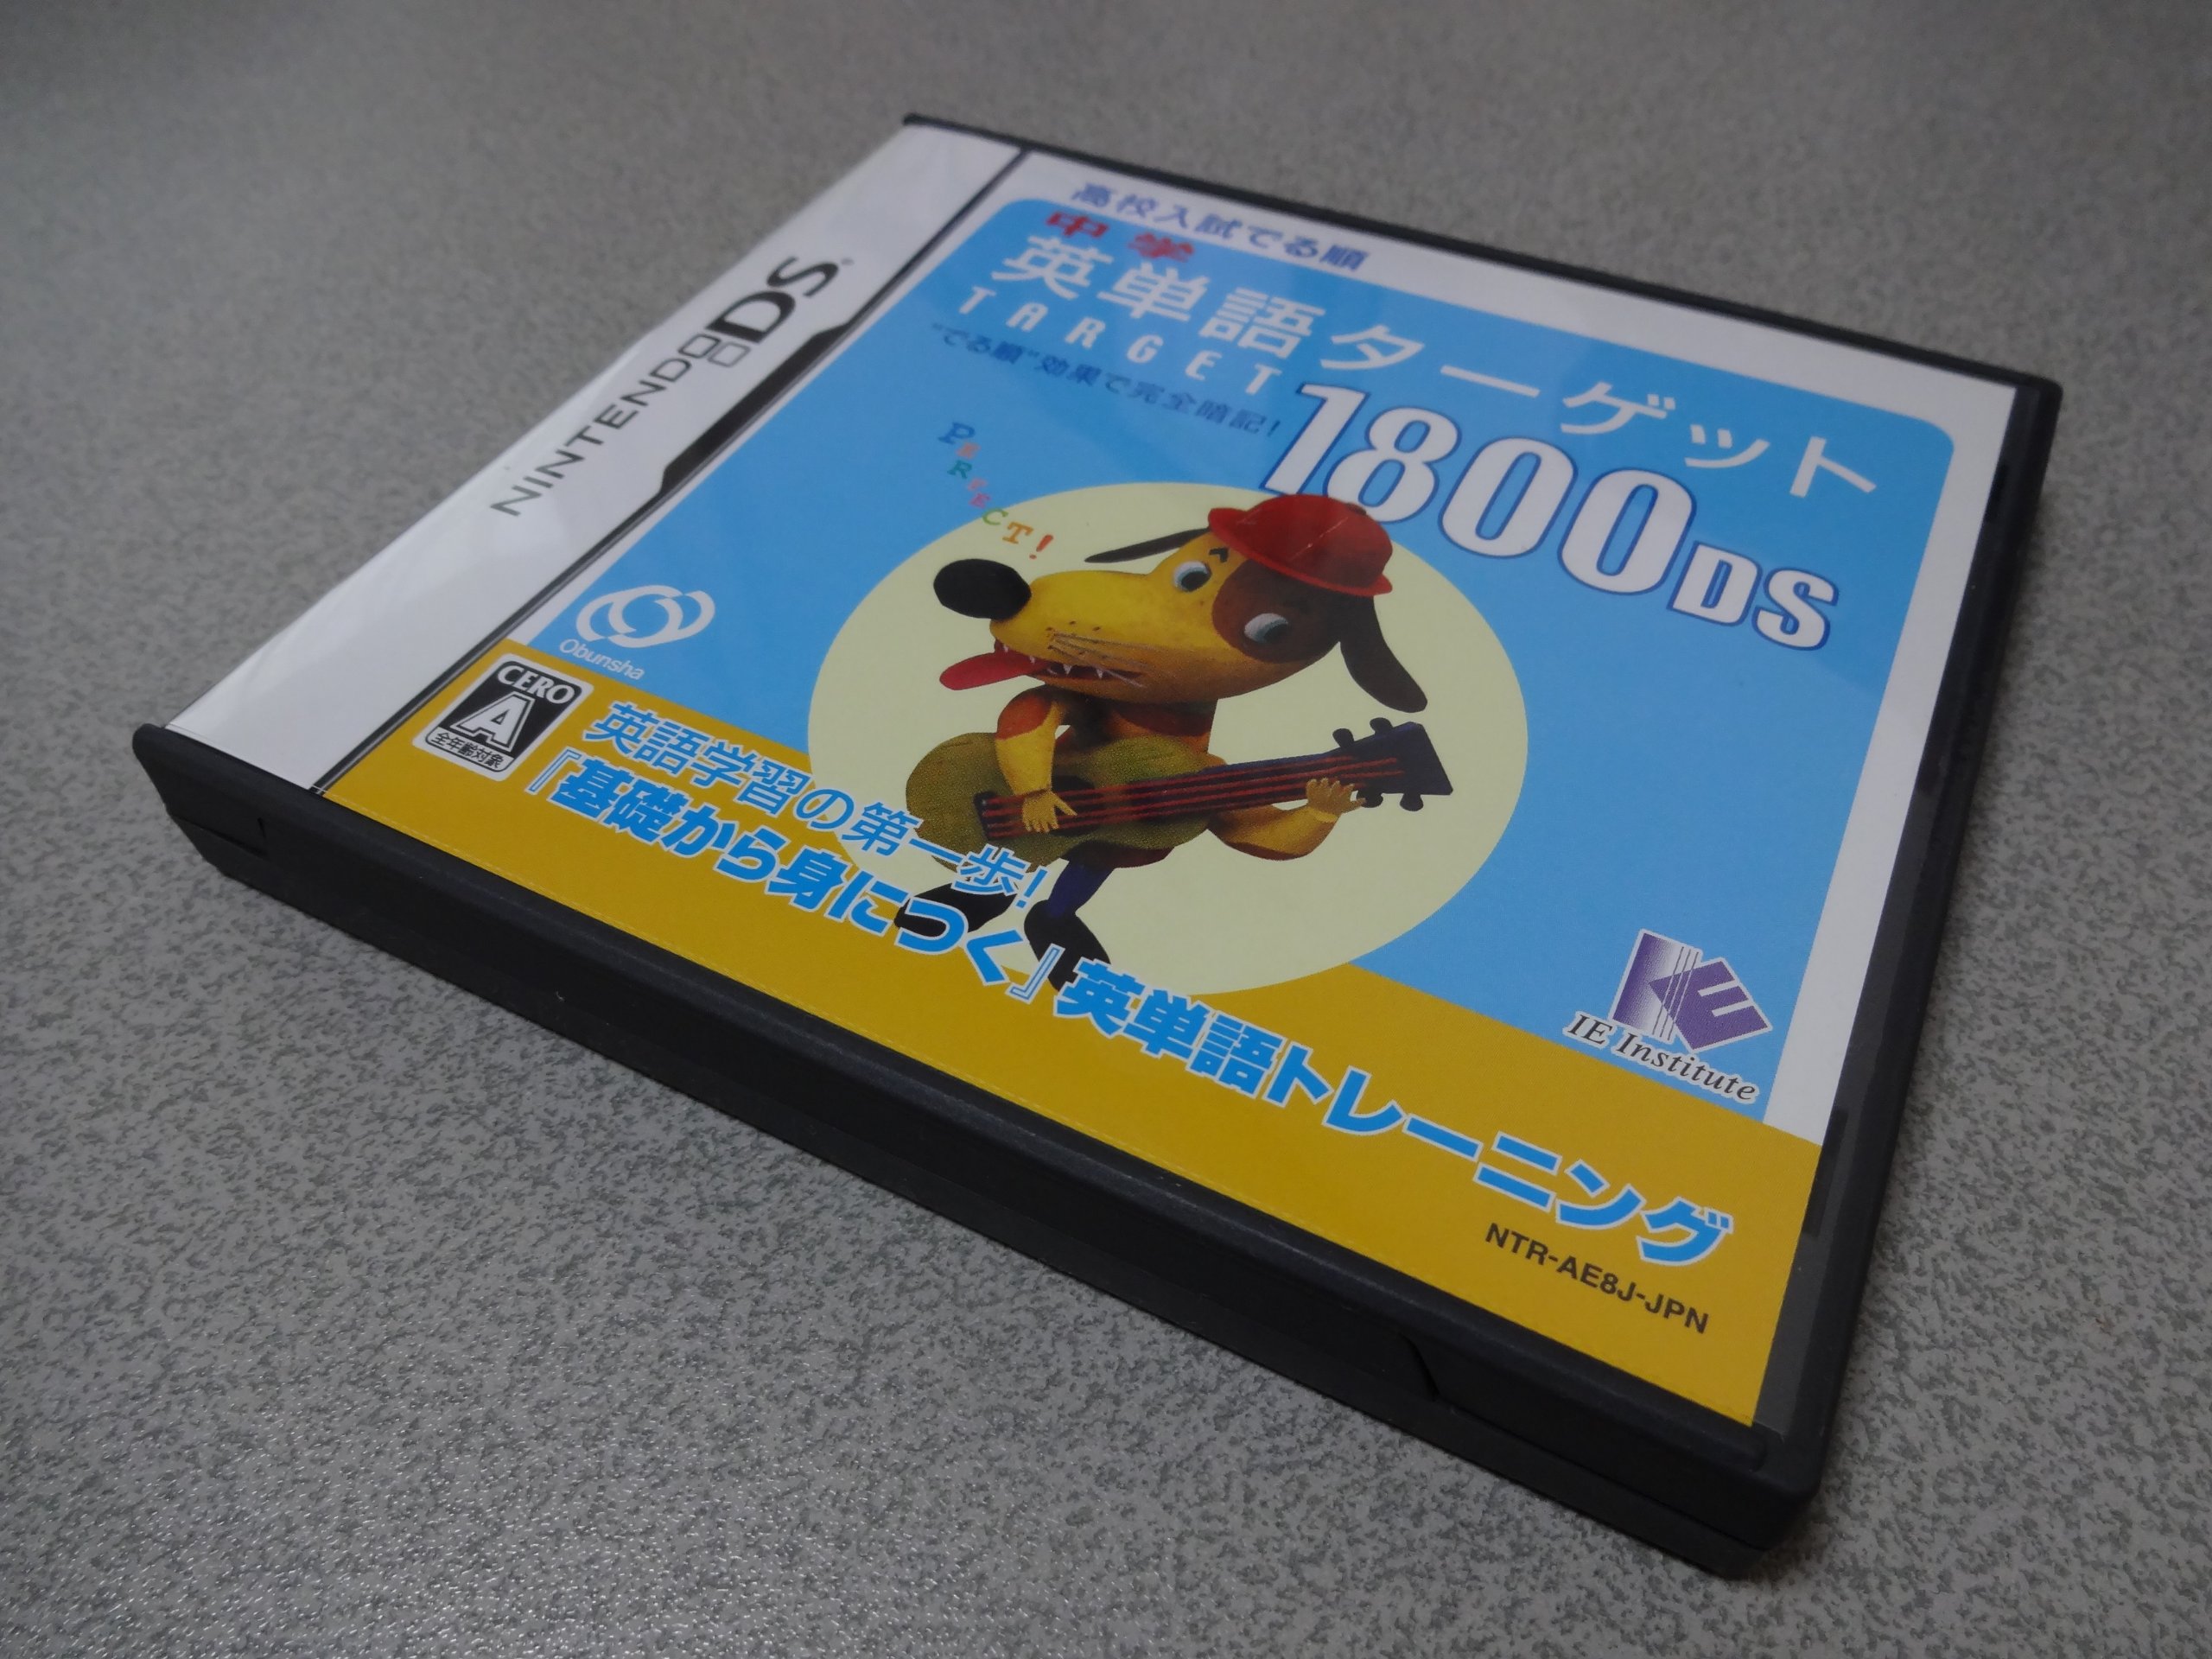 NINTENDO DS
高校入試でる順
中学
英単語ターゲット
TARGET
1800DS
"でる順"効果で完全暗記!
PERFECT!
Obunsha
CERO
A
全年齢対象
英語学習の第一歩!
『基礎から身につく』英単語トレーニング
IE Institute
NTR-AE8J-JPN